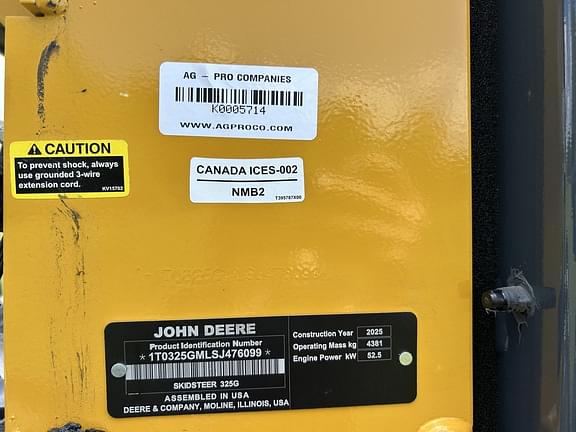 AG - PRO COMPANIES
K0005714
WWW.AGPROCO.COM
CAUTION
To prevent shock, always
use grounded 3-wire
extension cord.
KV15782
CANADA ICES-002
NMB2
T395787X00
JOHN DEERE
Product Identification Number
*1T0325GMLSJ476099*
SKIDSTEER 325G
ASSEMBLED IN USA
DEERE & COMPANY, MOLINE, ILLINOIS, USA
Construction Year 2025
Operating Mass kg 4381
Engine Power kW 52.5